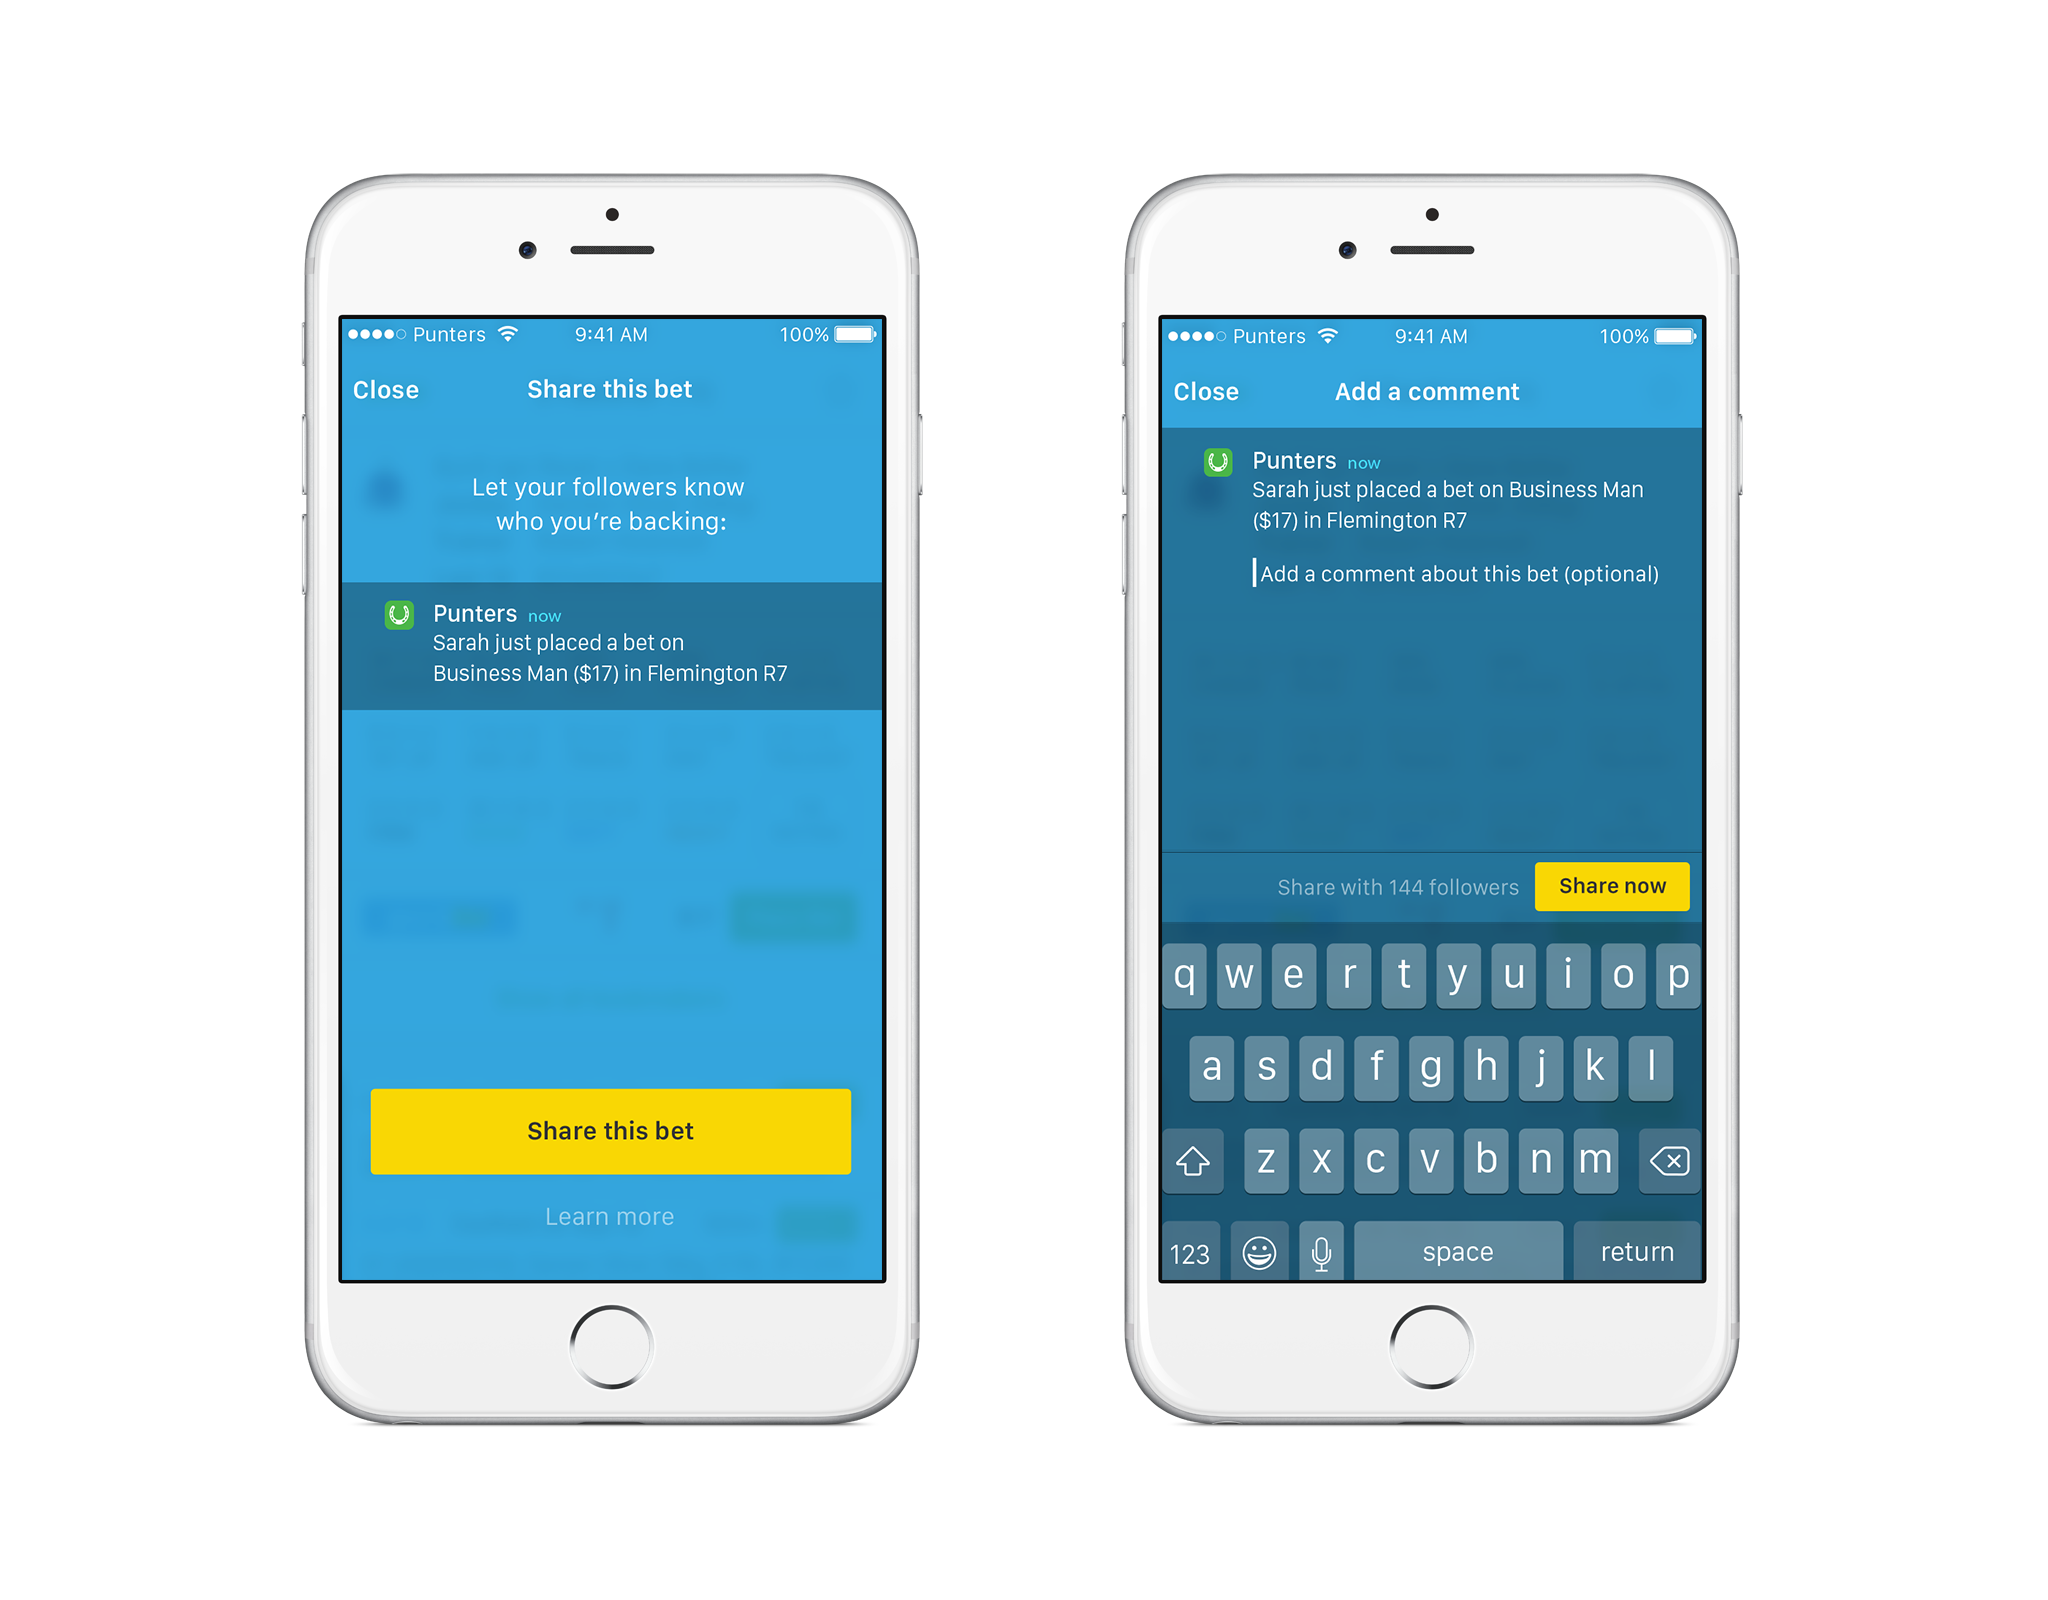 Punters 9:41 AM 100%
Close Share this bet
Let your followers know
who you're backing:
Punters now
Sarah just placed a bet on
Business Man ($17) in Flemington R7
Share this bet
Learn more
Punters 9:41 AM 100%
Close Add a comment
Punters now
Sarah just placed a bet on Business Man
($17) in Flemington R7
Add a comment about this bet (optional)
Share with 144 followers Share now
q w e r t y u i o p
a s d f g h j k l
z x c v b n m
123 space return